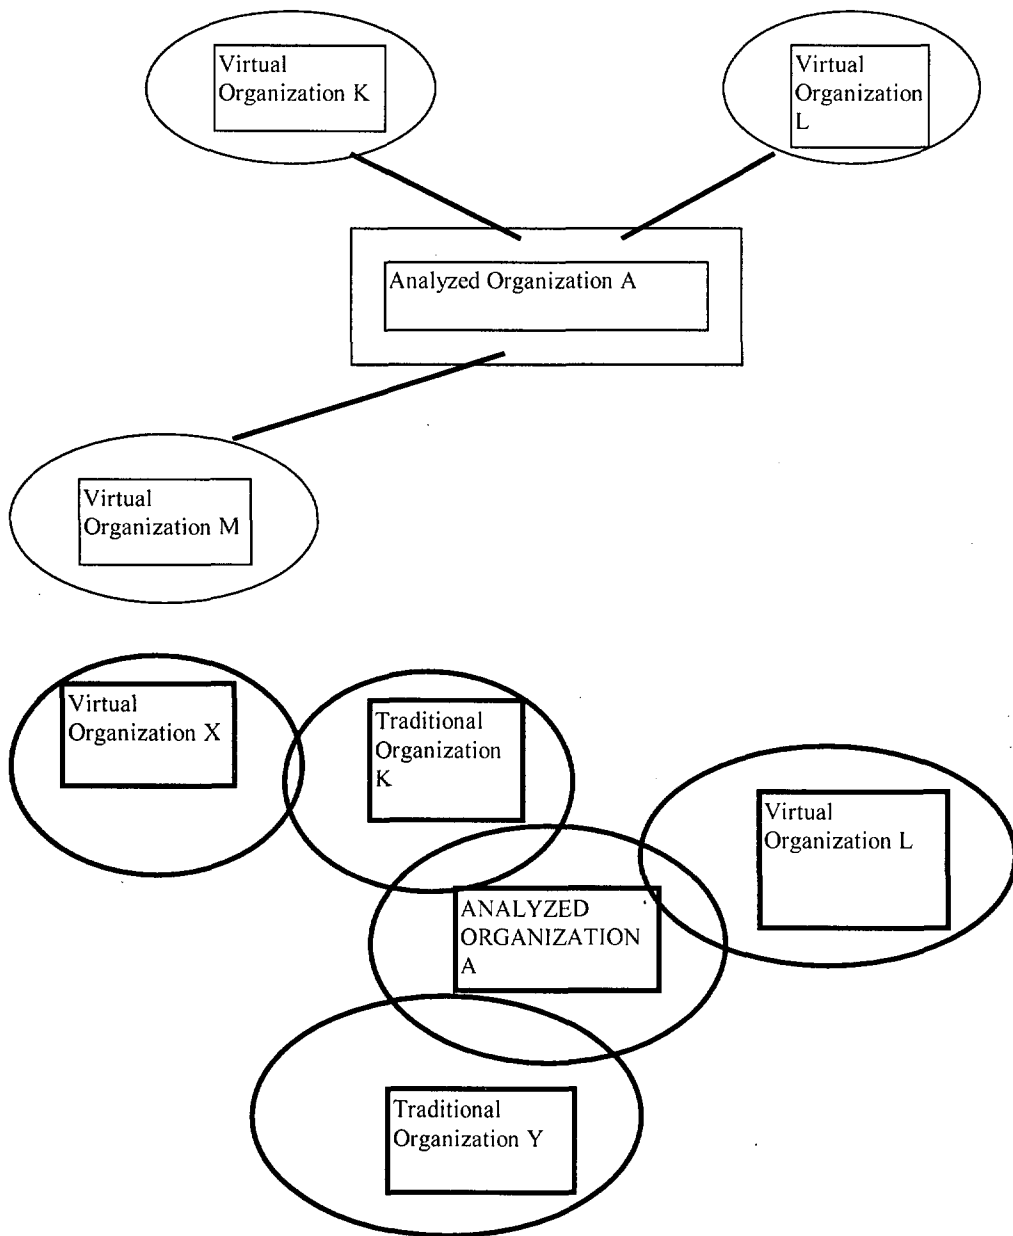 Virtual
Organization K
Virtual
Organization
L
Analyzed Organization A
Virtual
Organization M
Virtual
Organization X
Traditional
Organization
K
Virtual
Organization L
ANALYZED
ORGANIZATION
A
Traditional
Organization Y